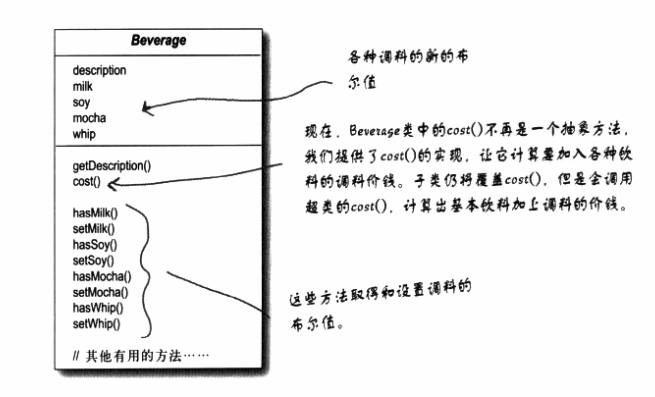 Beverage
description
milk
soy
mocha
whip
getDescription()
cost()
hasMilk()
setMilk()
hasSoy()
setSoy()
hasMocha()
setMocha()
hasWhip()
setWhip()
// 其他有用的方法……
各种调料的新的布
尔值
现在，Beverage类中的cost()不再是一个抽象方法，
我们提供了cost()的实现，让它计算要加入各种饮
料的调料价钱。子类仍将覆盖cost()，但是会调用
超类的cost()，计算出基本饮料加上调料的价钱。
这些方法取得和设置调料的
布尔值。